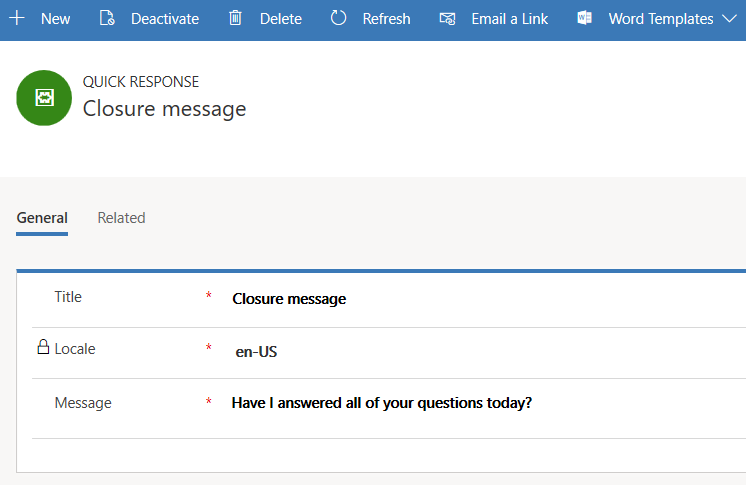 New Deactivate Delete Refresh Email a Link Word Templates
QUICK RESPONSE
Closure message
General Related
Title * Closure message
Locale * en-US
Message * Have I answered all of your questions today?